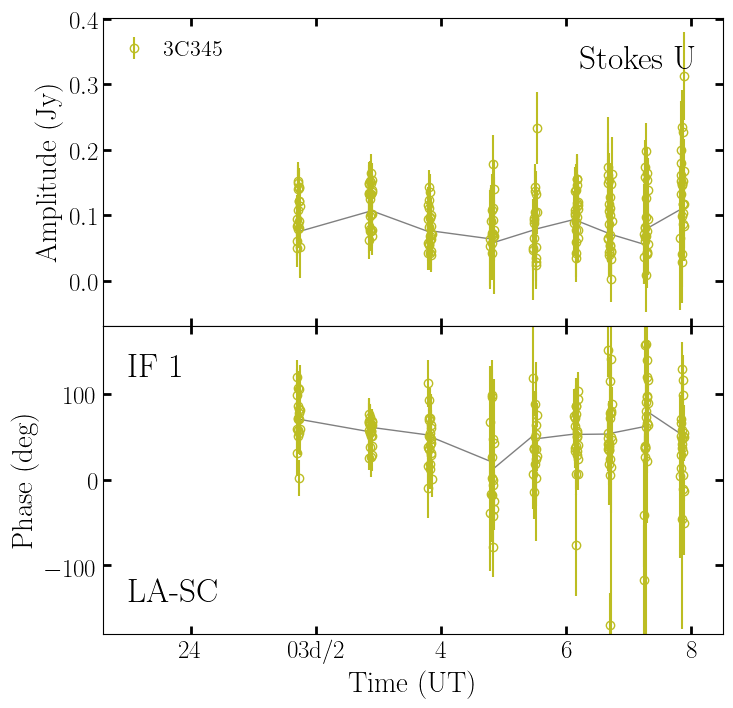 0.4
3C345
Stokes U
0.3
0.2
0.1
0.0
Amplitude (Jy)
IF 1
100
0
−100
Phase (deg)
LA-SC
24
03d/2
4
6
8
Time (UT)